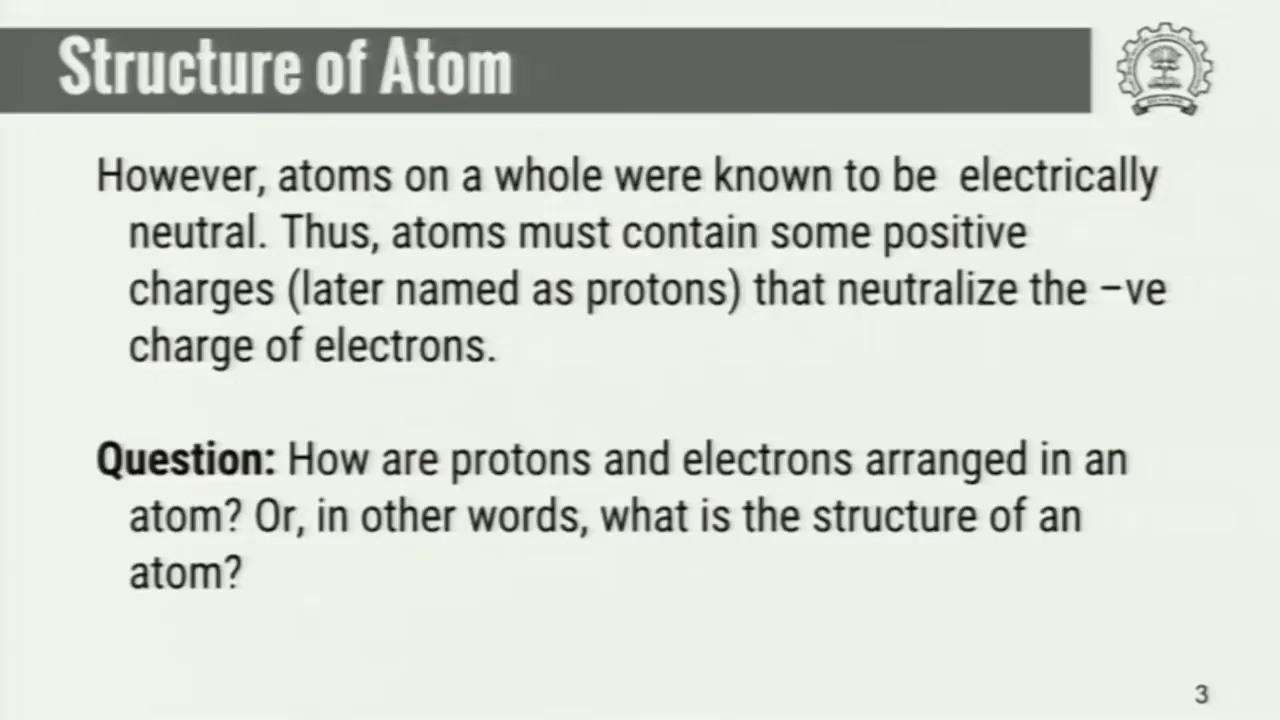 Structure of Atom
However, atoms on a whole were known to be electrically
neutral. Thus, atoms must contain some positive
charges (later named as protons) that neutralize the –ve
charge of electrons.
Question: How are protons and electrons arranged in an
atom? Or, in other words, what is the structure of an
atom?
3